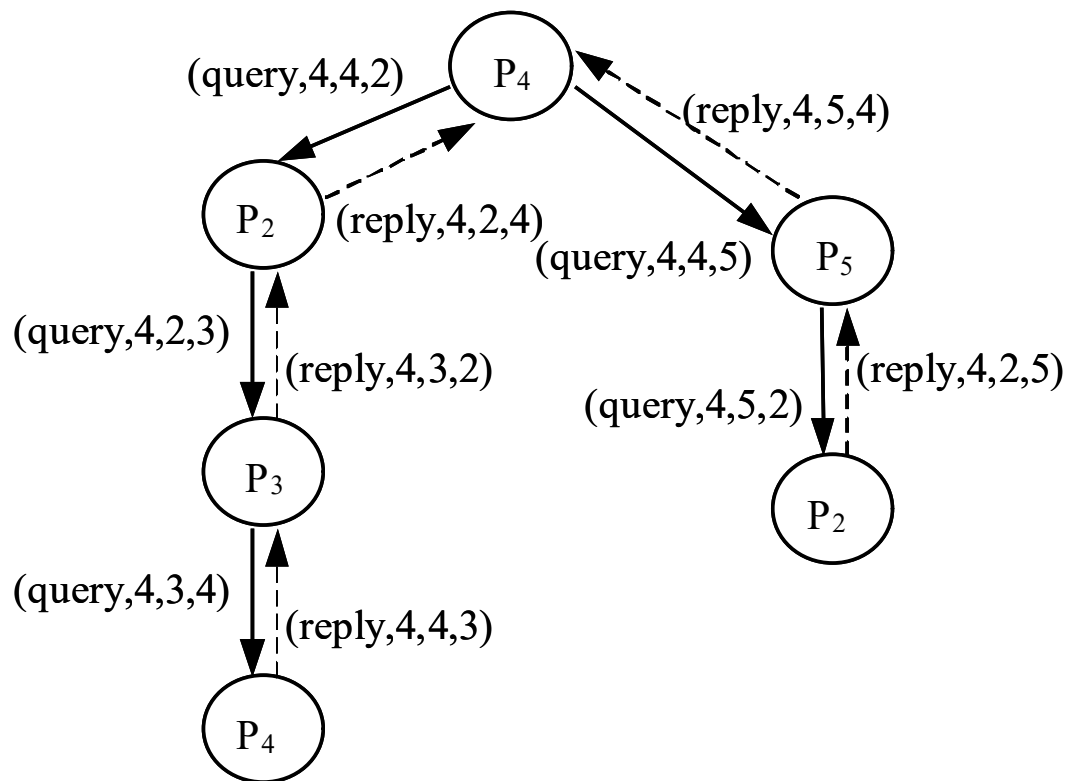 P₄
(query,4,4,2)
(reply,4,5,4)
P₂
(reply,4,2,4)
(query,4,4,5)
P₅
(query,4,2,3)
(reply,4,3,2)
(reply,4,2,5)
(query,4,5,2)
P₃
P₂
(query,4,3,4)
(reply,4,4,3)
P₄